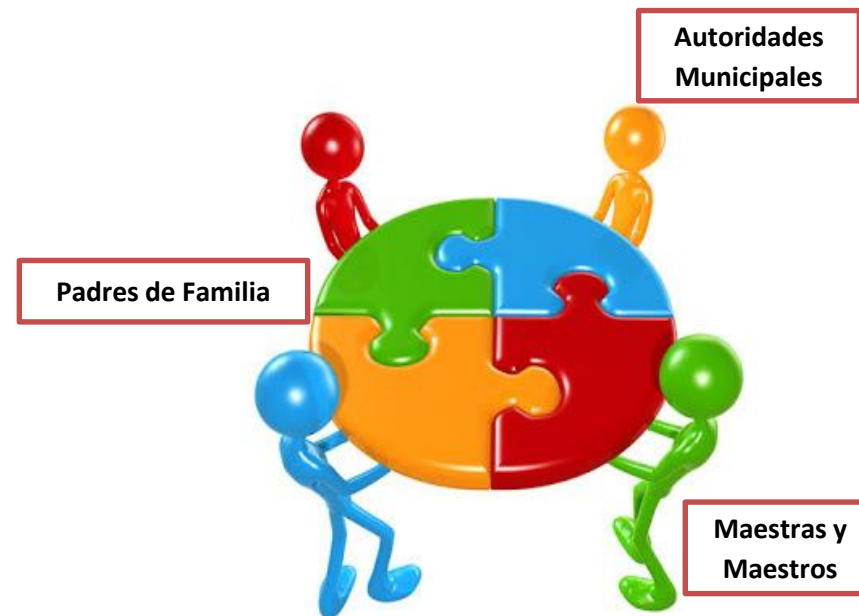 Autoridades
Municipales
Padres de Familia
Maestras y
Maestros